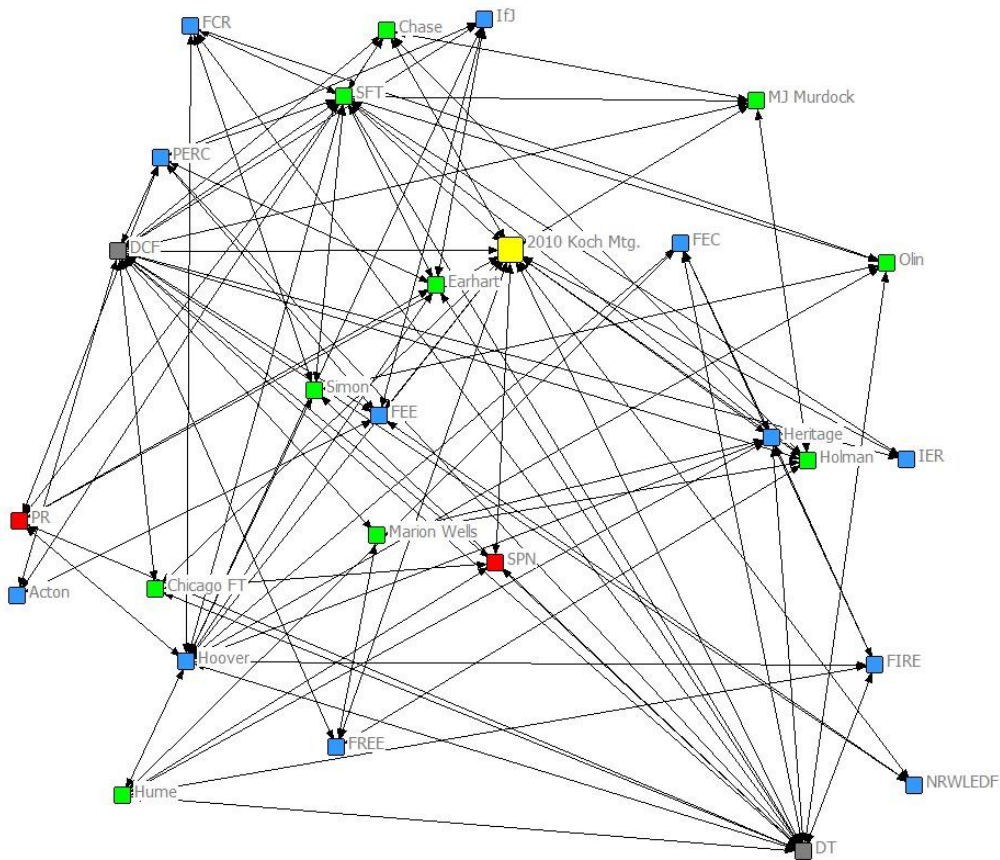 FCR
Chase
IfJ
SFT
MJ Murdock
PERC
DCF
2010 Koch Mtg.
FEC
Olin
Earhart
Simon
FEE
Heritage
Holman
IER
PR
Marion Wells
SPN
Acton
Chicago FT
Hoover
FIRE
FREE
Hume
NRWLEDF
DT